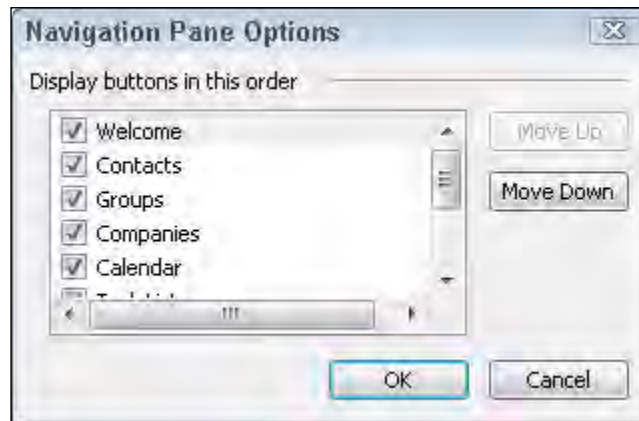 Navigation Pane Options
Display buttons in this order
Welcome
Contacts
Groups
Companies
Calendar
Move Up
Move Down
OK
Cancel